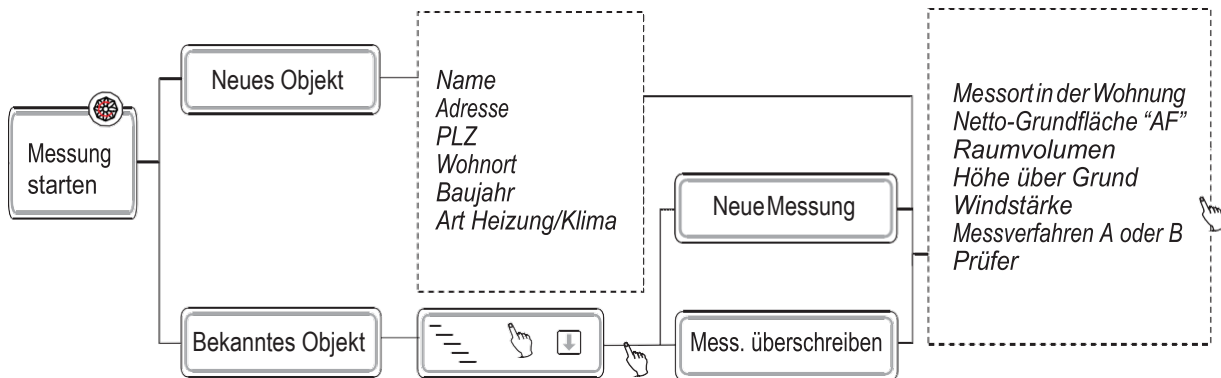 Messung
starten
Neues Objekt
Name
Adresse
PLZ
Wohnort
Baujahr
Art Heizung/Klima
Bekanntes Objekt
Neue Messung
Mess. überschreiben
Messort in der Wohnung
Netto-Grundfläche “AF”
Raumvolumen
Höhe über Grund
Windstärke
Messverfahren A oder B
Prüfer